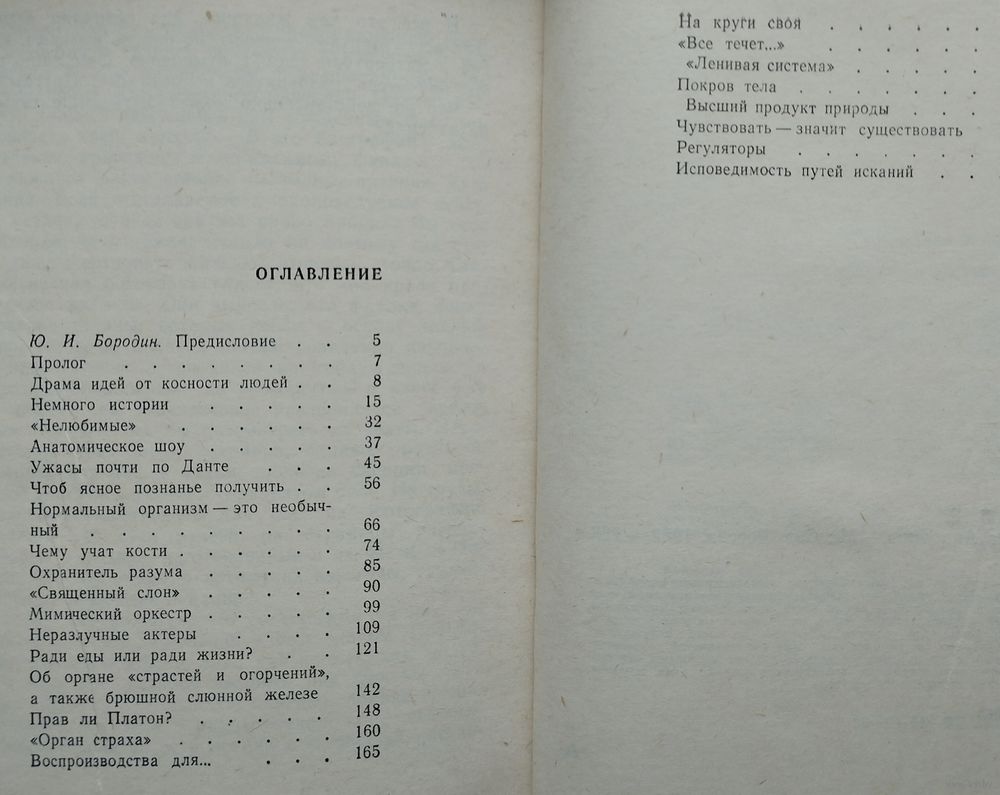 ОГЛАВЛЕНИЕ
Ю. И. Бородин. Предисловие . . 5
Пролог . . . . . . . . 7
Драма идей от косности людей . . 8
Немного истории . . . . . 15
«Нелюбимые» . . . . . . 32
Анатомическое шоу . . . . . 37
Ужасы почти по Данте . . . 45
Чтоб ясное познанье получить . . 56
Нормальный организм — это необыч-
ный . . . . . . . . . 66
Чему учат кости . . . . . . 74
Охранитель разума . . . . . 85
«Священный слон» . . . . . 90
Мимический оркестр . . . . . 99
Неразлучные актеры . . . . 109
Ради еды или ради жизни? . . 121
Об органе «страстей и огорчений»,
а также брюшной слюнной железе 142
Прав ли Платон? . . . . . 148
«Орган страха» . . . . . . 160
Воспроизводства для... . . . 165
На круги своя . . . . . .
«Все течет...» . . . . . .
«Ленивая система» . . . . .
Покров тела . . . . . . .
Высший продукт природы . . .
Чувствовать — значит существовать
Регуляторы . . . . . . .
Исповедимость путей исканий . .